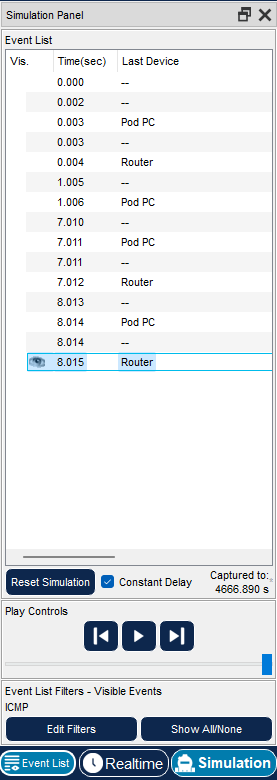 Simulation Panel
Event List
Vis. Time(sec) Last Device
0.000 --
0.002 --
0.003 Pod PC
0.003 --
0.004 Router
1.005 --
1.006 Pod PC
7.010 --
7.011 Pod PC
7.011 --
7.012 Router
8.013 --
8.014 Pod PC
8.014 --
8.015 Router
Reset Simulation Constant Delay Captured to:
4666.890 s
Play Controls
Event List Filters - Visible Events
ICMP
Edit Filters Show All/None
Event List Realtime Simulation